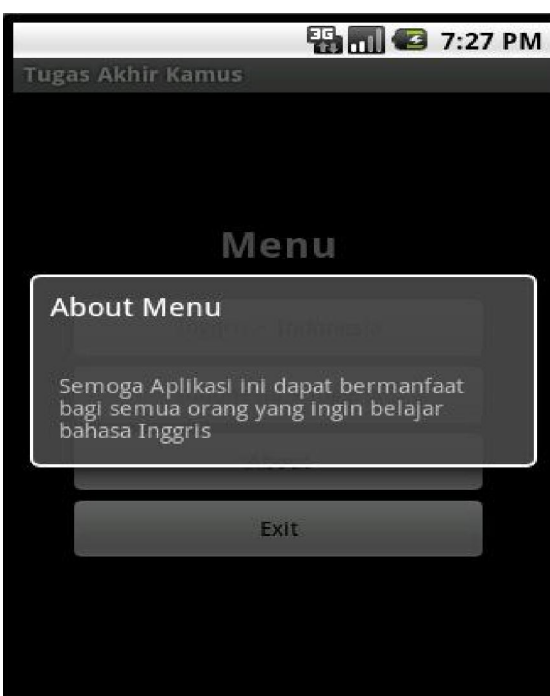 3G
7:27 PM
Tugas Akhir Kamus
Menu
About Menu
Semoga Aplikasi ini dapat bermanfaat
bagi semua orang yang ingin belajar
bahasa Inggris
Exit